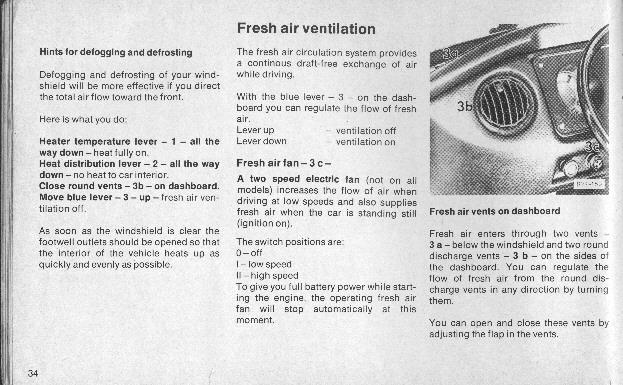 Fresh air ventilation
Hints for defogging and defrosting
Defogging and defrosting of your wind-
shield will be more effective if you direct
the total air flow toward the front.
Here is what you do:
Heater temperature lever – 1 – all the
way down – heat fully on.
Heat distribution lever – 2 – all the way
down – no heat to car interior.
Close round vents – 3b – on dashboard.
Move blue lever – 3 – up – fresh air ven-
tilation off.
As soon as the windshield is clear the
footwell outlets should be opened so that
the interior of the vehicle heats up as
quickly and evenly as possible.
The fresh air circulation system provides
a continous draft-free exchange of air
while driving.
With the blue lever – 3 – on the dash-
board you can regulate the flow of fresh
air.
Lever up – ventilation off
Lever down – ventilation on
Fresh air fan – 3 c –
A two speed electric fan (not on all
models) increases the flow of air when
driving at low speeds and also supplies
fresh air when the car is standing still
(ignition on).
The switch positions are:
0 – off
I – low speed
II – high speed
To give you full battery power while start-
ing the engine, the operating fresh air
fan will stop automatically at this
moment.
3a
3b
3c
Fresh air vents on dashboard
Fresh air enters through two vents –
3 a – below the windshield and two round
discharge vents – 3 b – on the sides of
the dashboard. You can regulate the
flow of fresh air from the round dis-
charge vents in any direction by turning
them.
You can open and close these vents by
adjusting the flap in the vents.
34